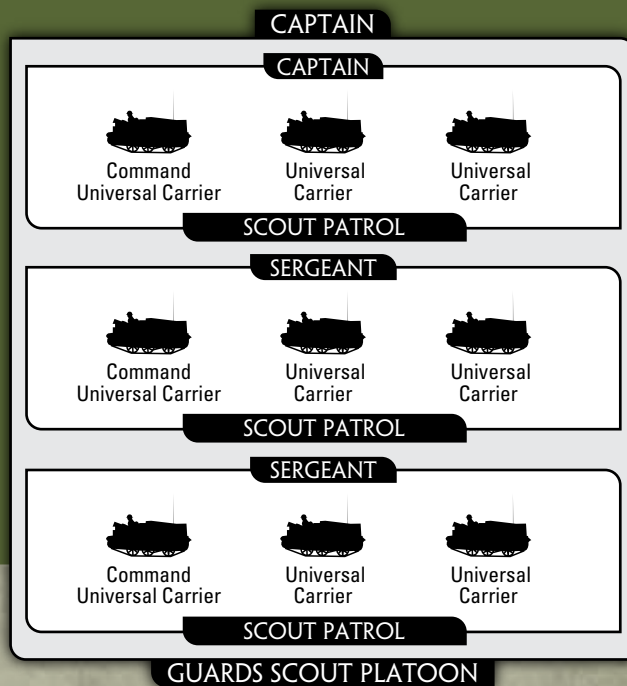 CAPTAIN
CAPTAIN
Command Universal Carrier
Universal Carrier
Universal Carrier
SCOUT PATROL
SERGEANT
Command Universal Carrier
Universal Carrier
Universal Carrier
SCOUT PATROL
SERGEANT
Command Universal Carrier
Universal Carrier
Universal Carrier
SCOUT PATROL
GUARDS SCOUT PLATOON